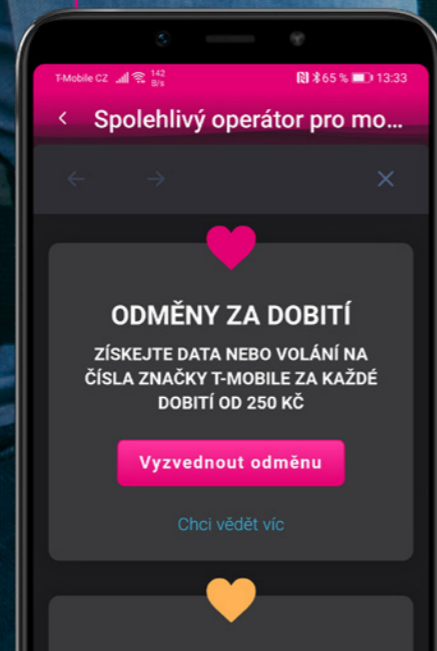 T-Mobile CZ 142 B/s 65 % 13:33
Spolehlivý operátor pro mo...
ODMĚNY ZA DOBITÍ
ZÍSKEJTE DATA NEBO VOLÁNÍ NA
ČÍSLA ZNAČKY T-MOBILE ZA KAŽDÉ
DOBITÍ OD 250 KČ
Vyzvednout odměnu
Chci vědět víc